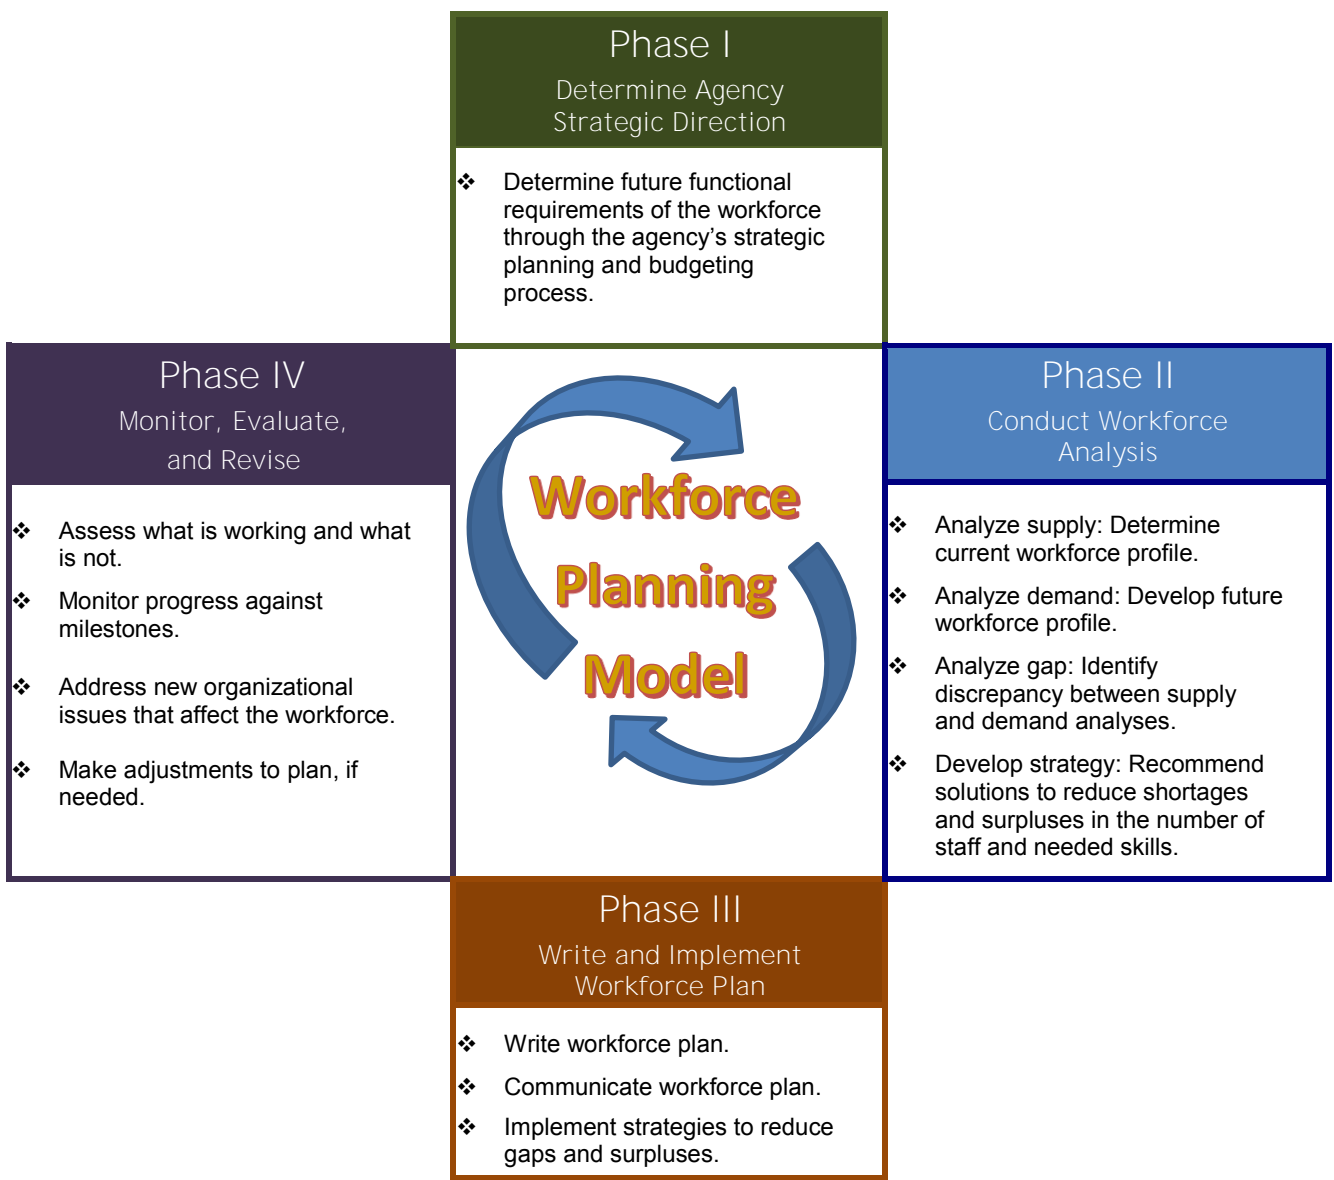 Phase I
Determine Agency
Strategic Direction
❖ Determine future functional
requirements of the workforce
through the agency’s strategic
planning and budgeting
process.
Phase IV
Monitor, Evaluate,
and Revise
❖ Assess what is working and what
is not.
❖ Monitor progress against
milestones.
❖ Address new organizational
issues that affect the workforce.
❖ Make adjustments to plan, if
needed.
Workforce
Planning
Model
Phase II
Conduct Workforce
Analysis
❖ Analyze supply: Determine
current workforce profile.
❖ Analyze demand: Develop future
workforce profile.
❖ Analyze gap: Identify
discrepancy between supply
and demand analyses.
❖ Develop strategy: Recommend
solutions to reduce shortages
and surpluses in the number of
staff and needed skills.
Phase III
Write and Implement
Workforce Plan
❖ Write workforce plan.
❖ Communicate workforce plan.
❖ Implement strategies to reduce
gaps and surpluses.